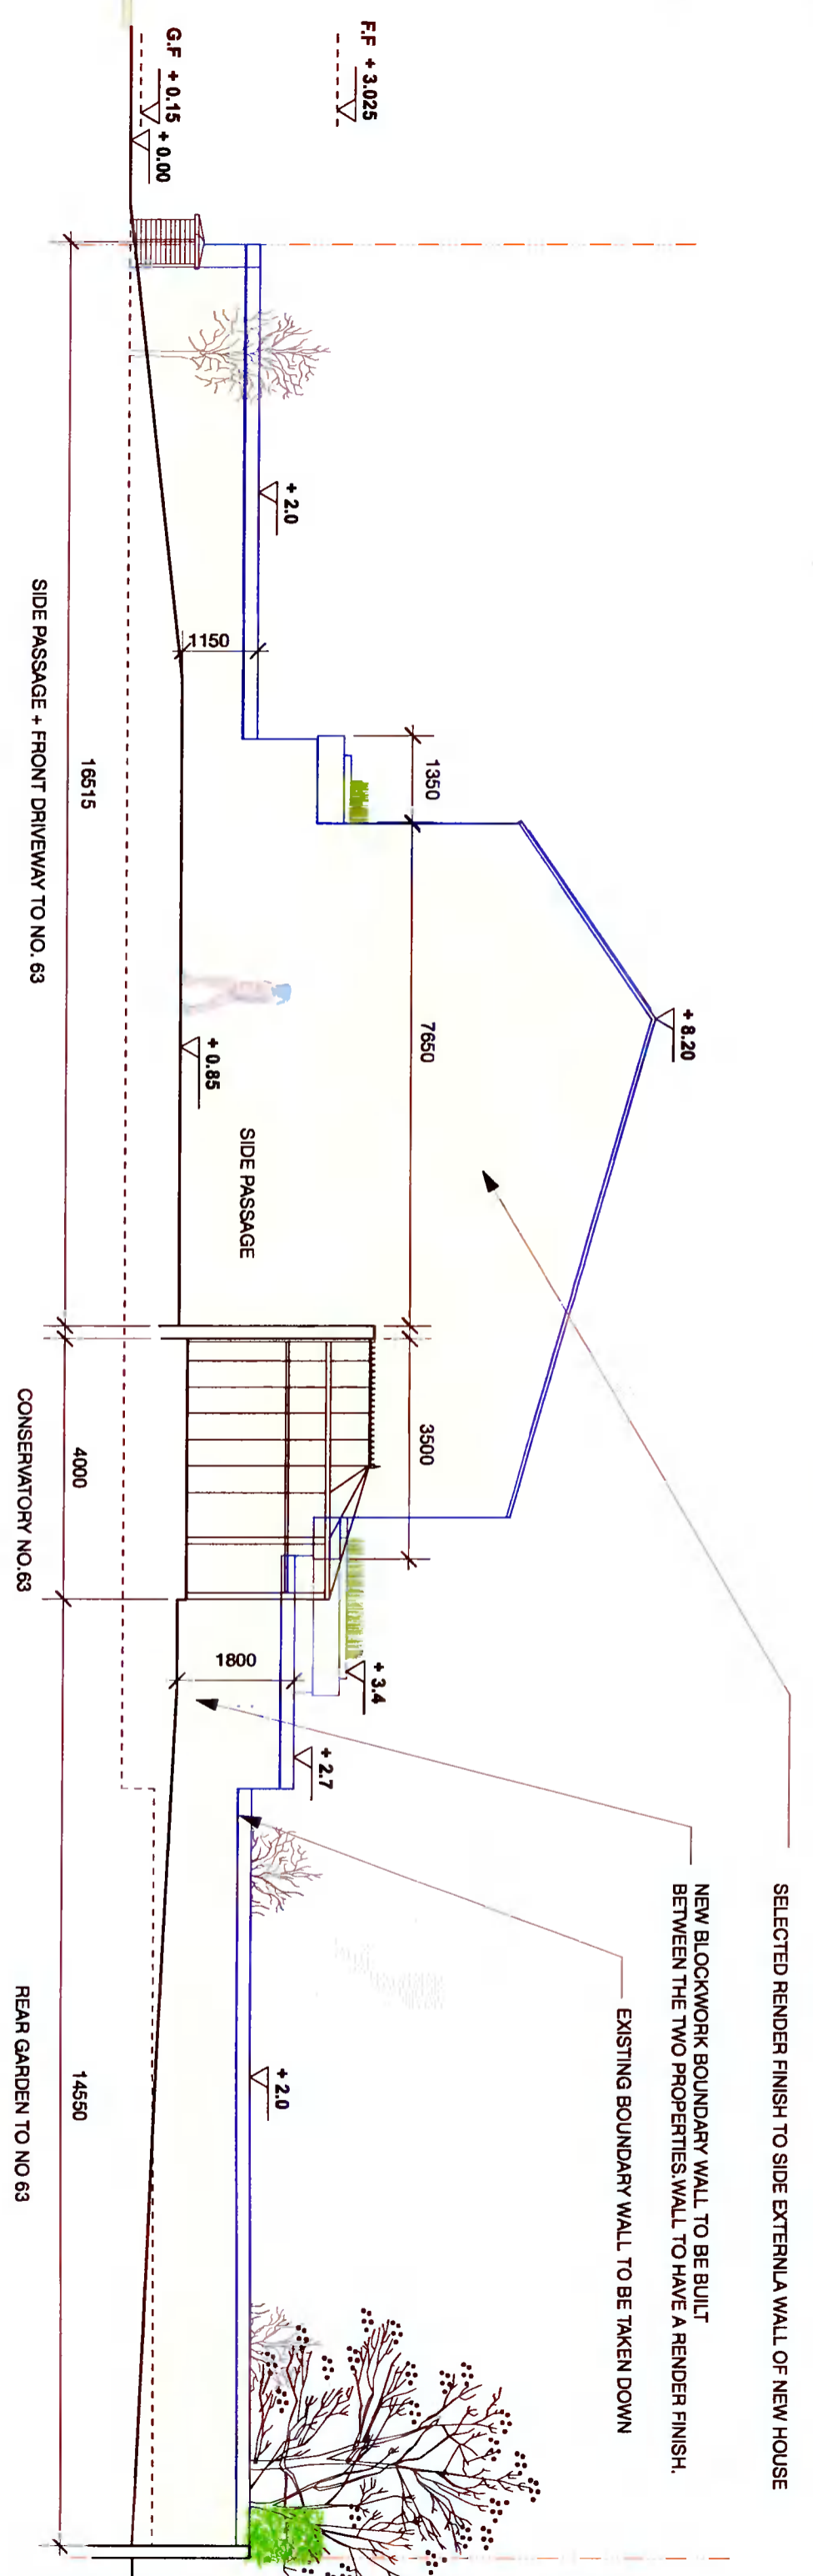 SELECTED RENDER FINISH TO SIDE EXTERNLA WALL OF NEW HOUSE
NEW BLOCKWORK BOUNDARY WALL TO BE BUILT
BETWEEN THE TWO PROPERTIES.WALL TO HAVE A RENDER FINISH.
EXISTING BOUNDARY WALL TO BE TAKEN DOWN
+ 8.20
F.F + 3.025
1350
7650
3500
+ 3.4
+ 2.7
+ 2.0
+ 2.0
SIDE PASSAGE
1150
1800
+ 0.85
G.F + 0.15
+ 0.00
16515
4000
14550
SIDE PASSAGE + FRONT DRIVEWAY TO NO. 63
CONSERVATORY NO.63
REAR GARDEN TO NO 63